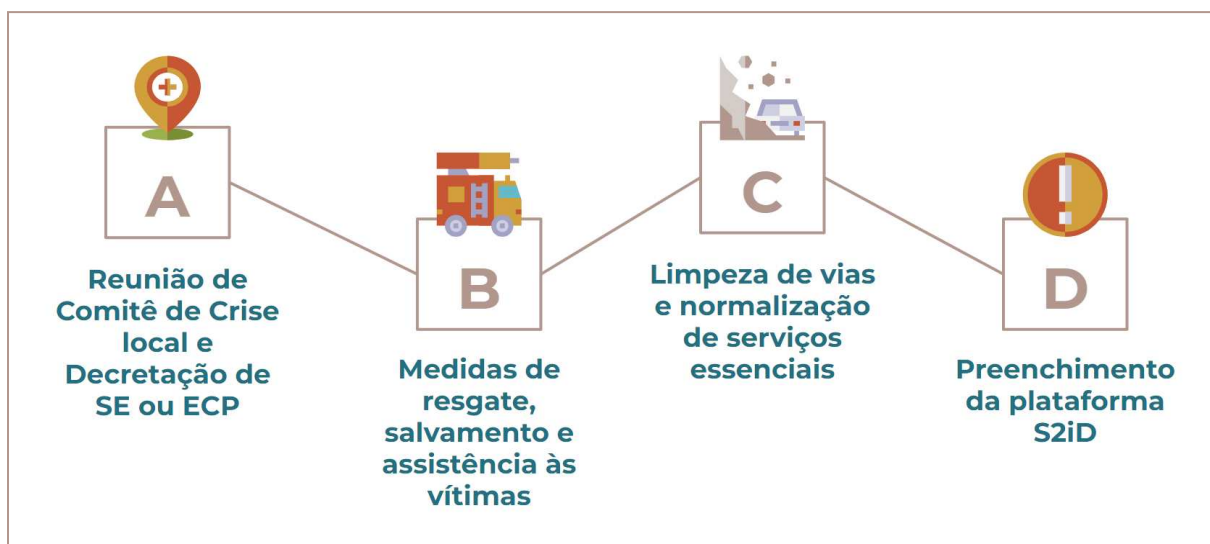 A
Reunião de
Comitê de Crise
local e
Decretação de
SE ou ECP
B
Medidas de
resgate,
salvamento e
assistência às
vítimas
C
Limpeza de vias
e normalização
de serviços
essenciais
D
Preenchimento
da plataforma
S2iD